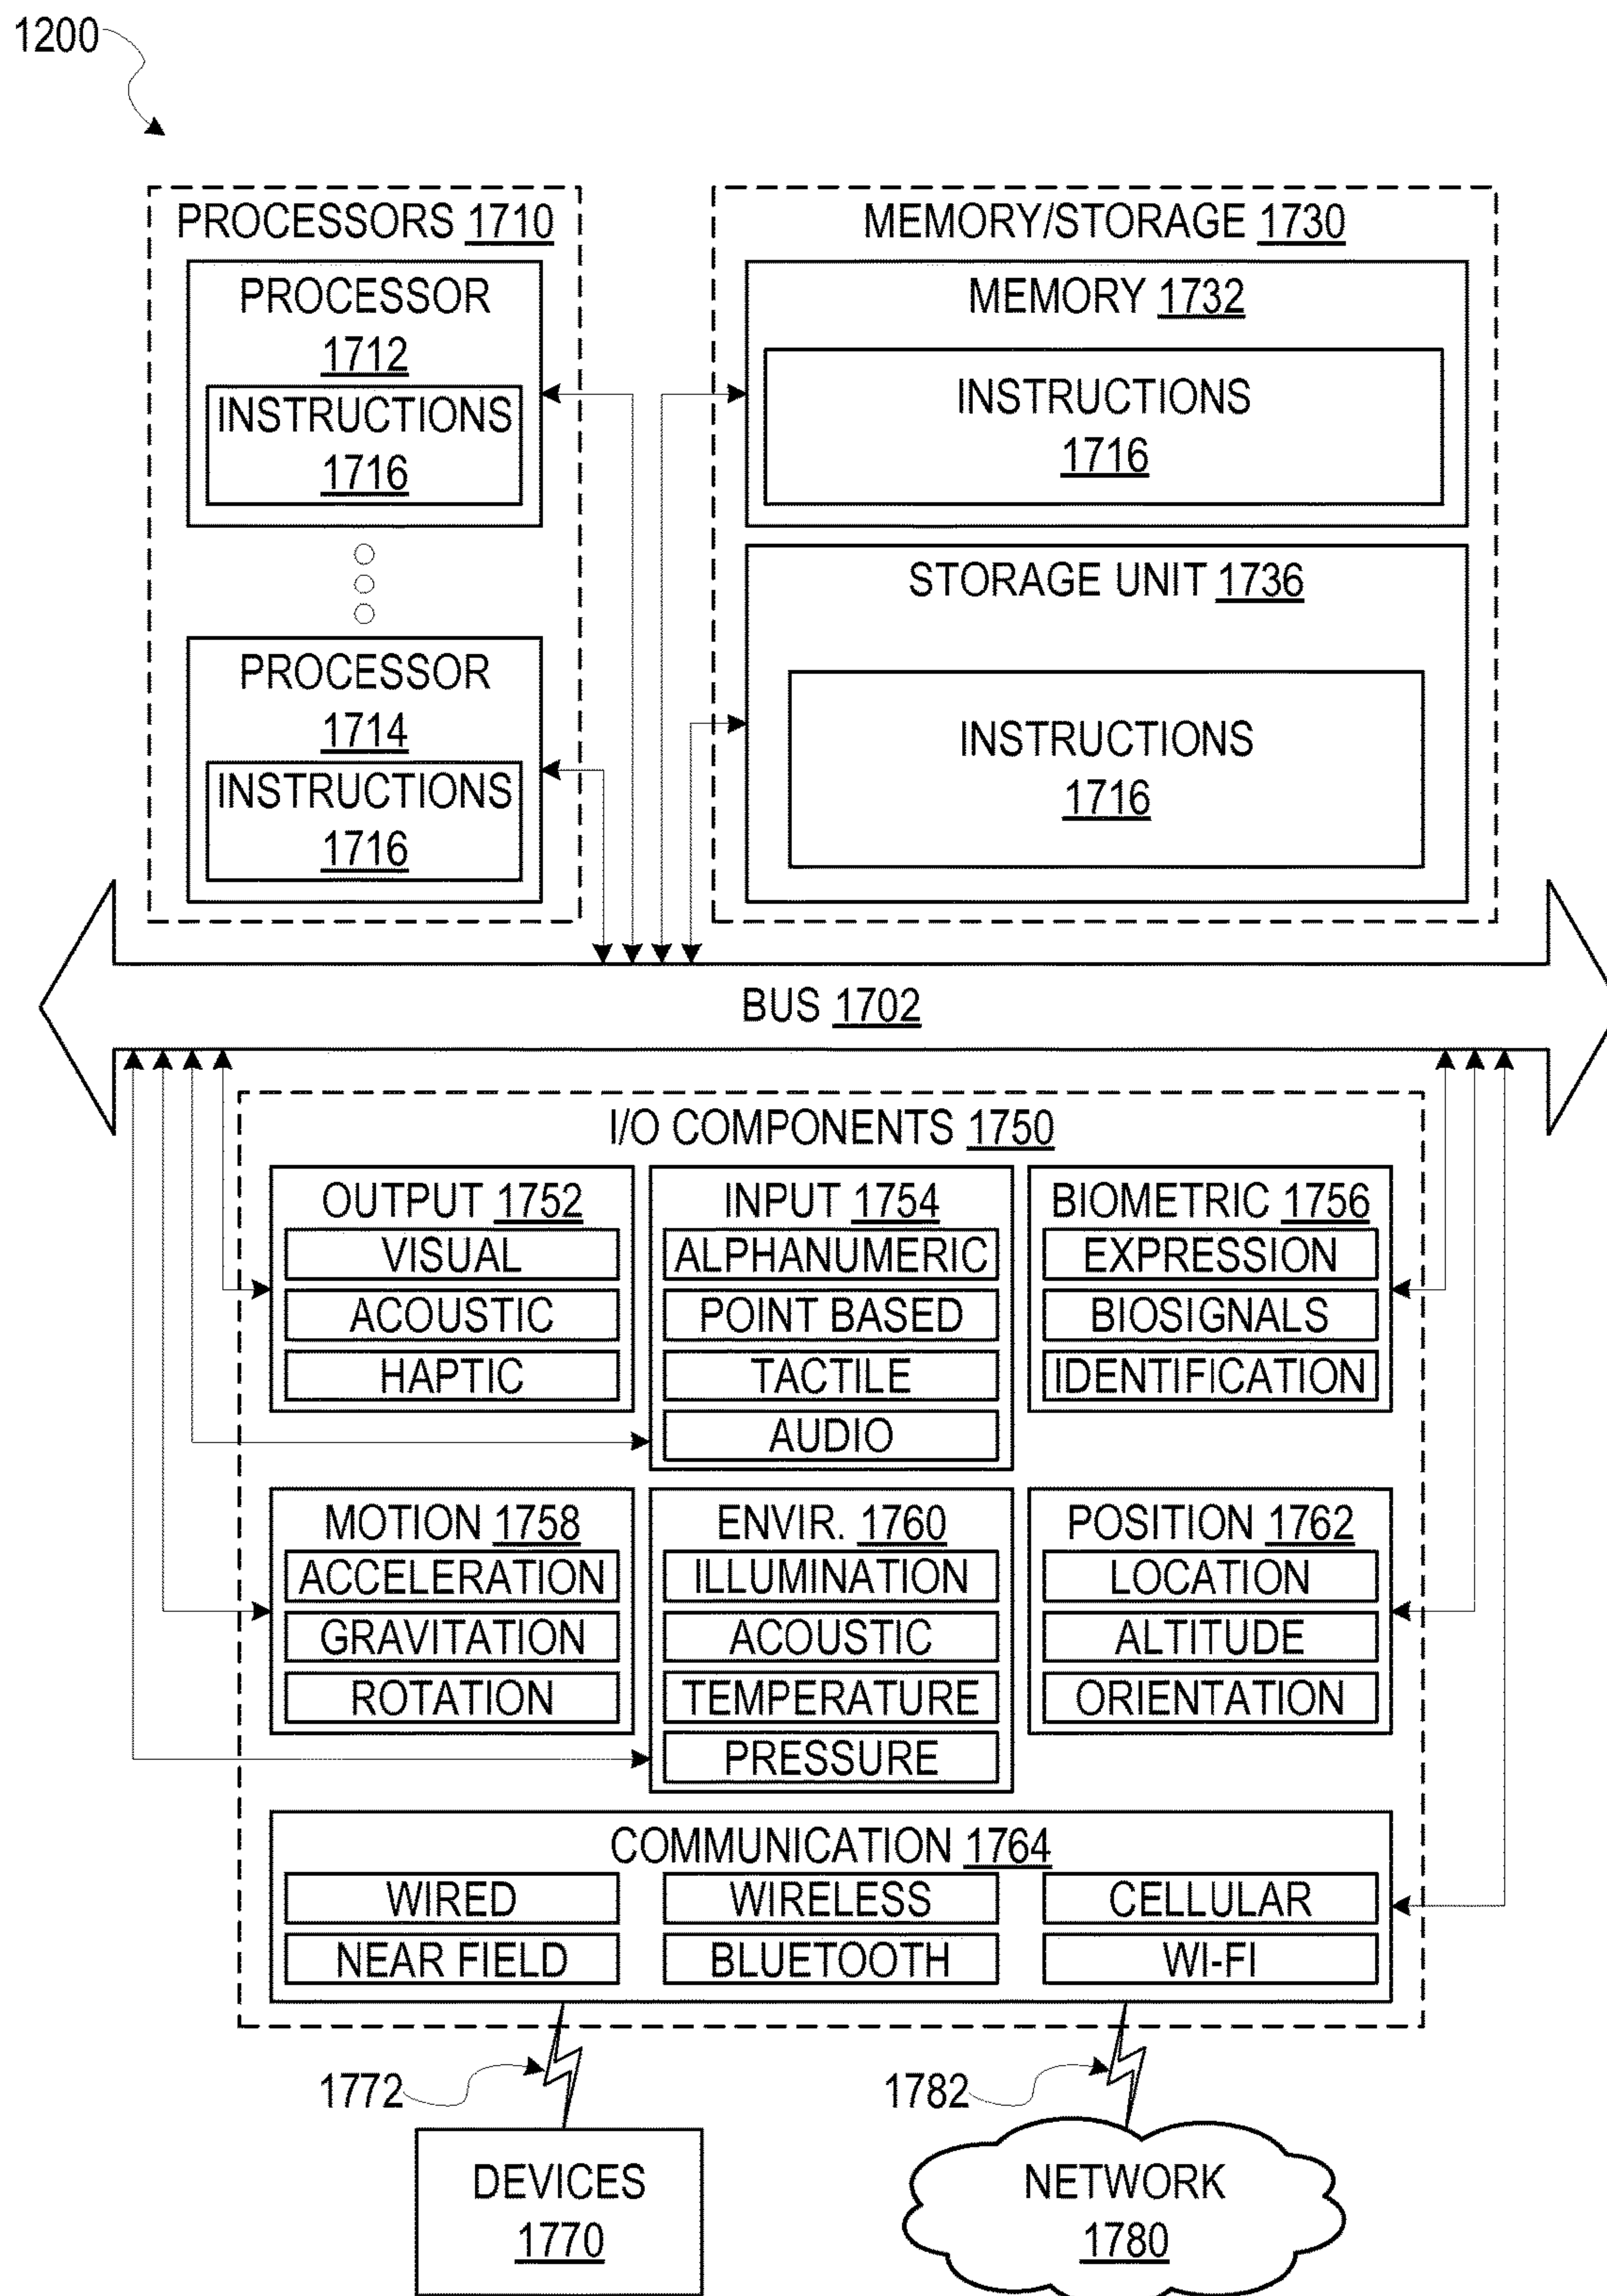 1200
PROCESSORS 1710
PROCESSOR
1712
INSTRUCTIONS
1716
PROCESSOR
1714
INSTRUCTIONS
1716
MEMORY/STORAGE 1730
MEMORY 1732
INSTRUCTIONS
1716
STORAGE UNIT 1736
INSTRUCTIONS
1716
BUS 1702
I/O COMPONENTS 1750
OUTPUT 1752
VISUAL
ACOUSTIC
HAPTIC
INPUT 1754
ALPHANUMERIC
POINT BASED
TACTILE
AUDIO
BIOMETRIC 1756
EXPRESSION
BIOSIGNALS
IDENTIFICATION
MOTION 1758
ACCELERATION
GRAVITATION
ROTATION
ENVIR. 1760
ILLUMINATION
ACOUSTIC
TEMPERATURE
PRESSURE
POSITION 1762
LOCATION
ALTITUDE
ORIENTATION
COMMUNICATION 1764
WIRED
WIRELESS
CELLULAR
NEAR FIELD
BLUETOOTH
WI-FI
1772
1782
DEVICES
1770
NETWORK
1780